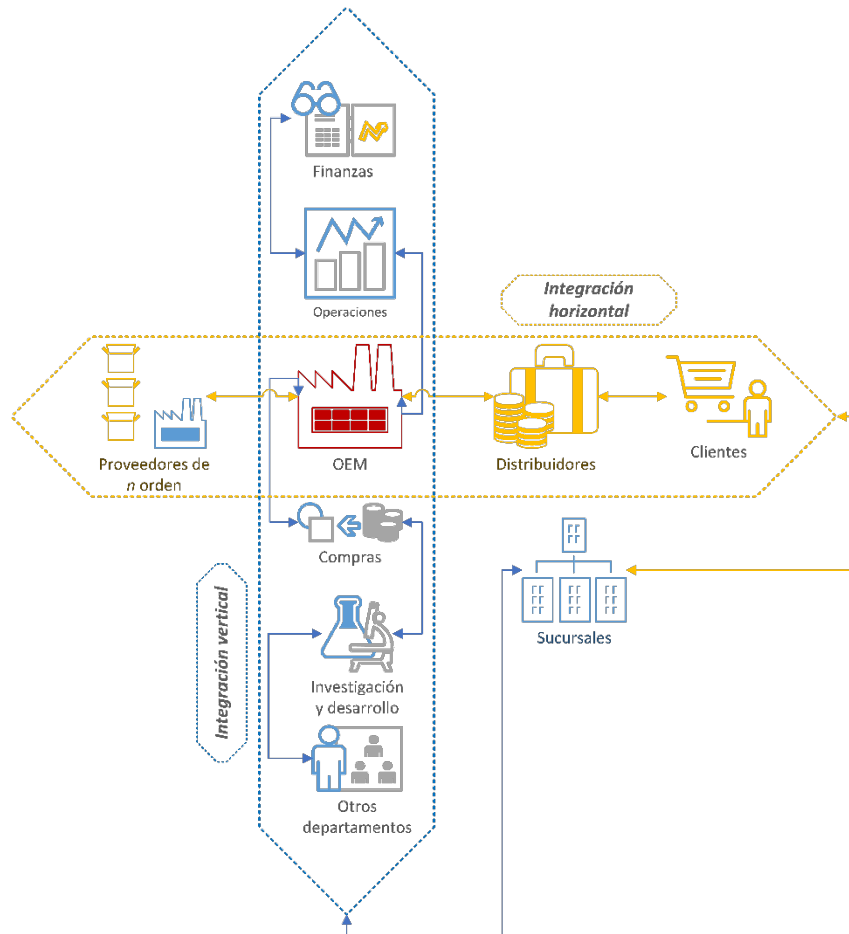 Finanzas
Operaciones
Integración
horizontal
Proveedores de
n orden
OEM
Distribuidores
Clientes
Compras
Sucursales
Integración vertical
Investigación
y desarrollo
Otros
departamentos